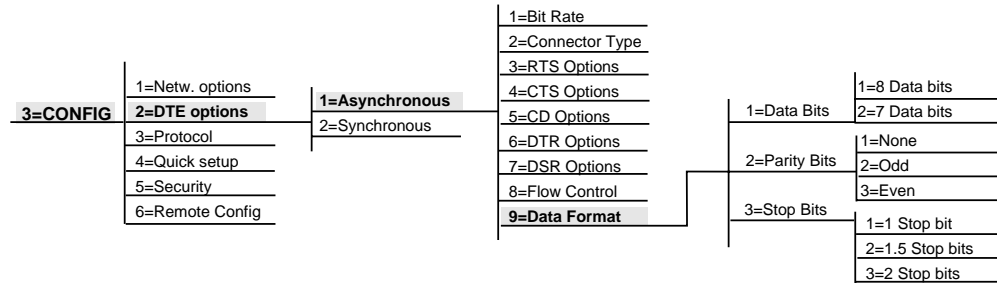 3=CONFIG
1=Netw. options
2=DTE options
3=Protocol
4=Quick setup
5=Security
6=Remote Config
1=Asynchronous
2=Synchronous
1=Bit Rate
2=Connector Type
3=RTS Options
4=CTS Options
5=CD Options
6=DTR Options
7=DSR Options
8=Flow Control
9=Data Format
1=Data Bits
2=Parity Bits
3=Stop Bits
1=8 Data bits
2=7 Data bits
1=None
2=Odd
3=Even
1=1 Stop bit
2=1.5 Stop bits
3=2 Stop bits